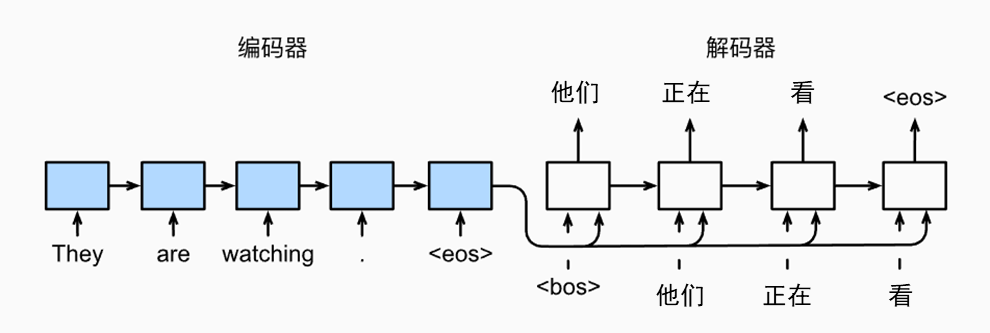 编码器
解码器
他们 正在 看 <eos>
They are watching . <eos>
<bos> 他们 正在 看